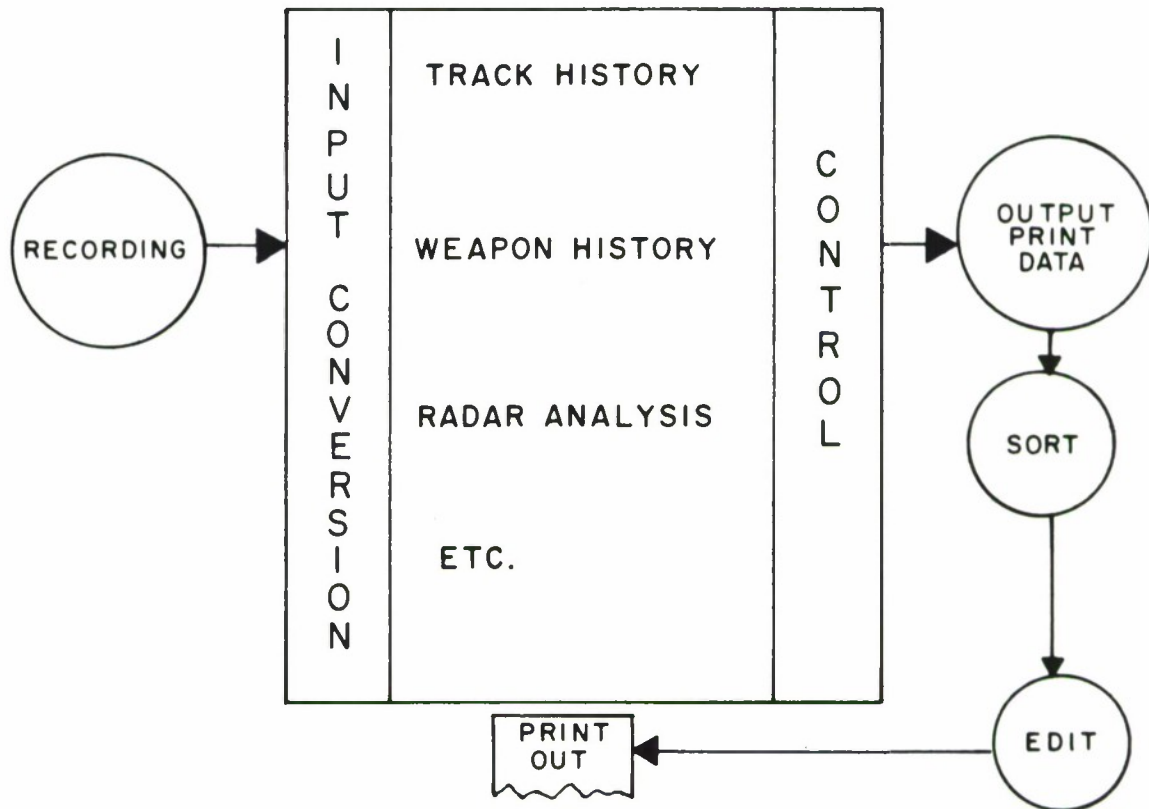 RECORDING
INPUT CONVERSION
TRACK HISTORY
WEAPON HISTORY
RADAR ANALYSIS
ETC.
CONTROL
OUTPUT
PRINT
DATA
SORT
EDIT
PRINT
OUT